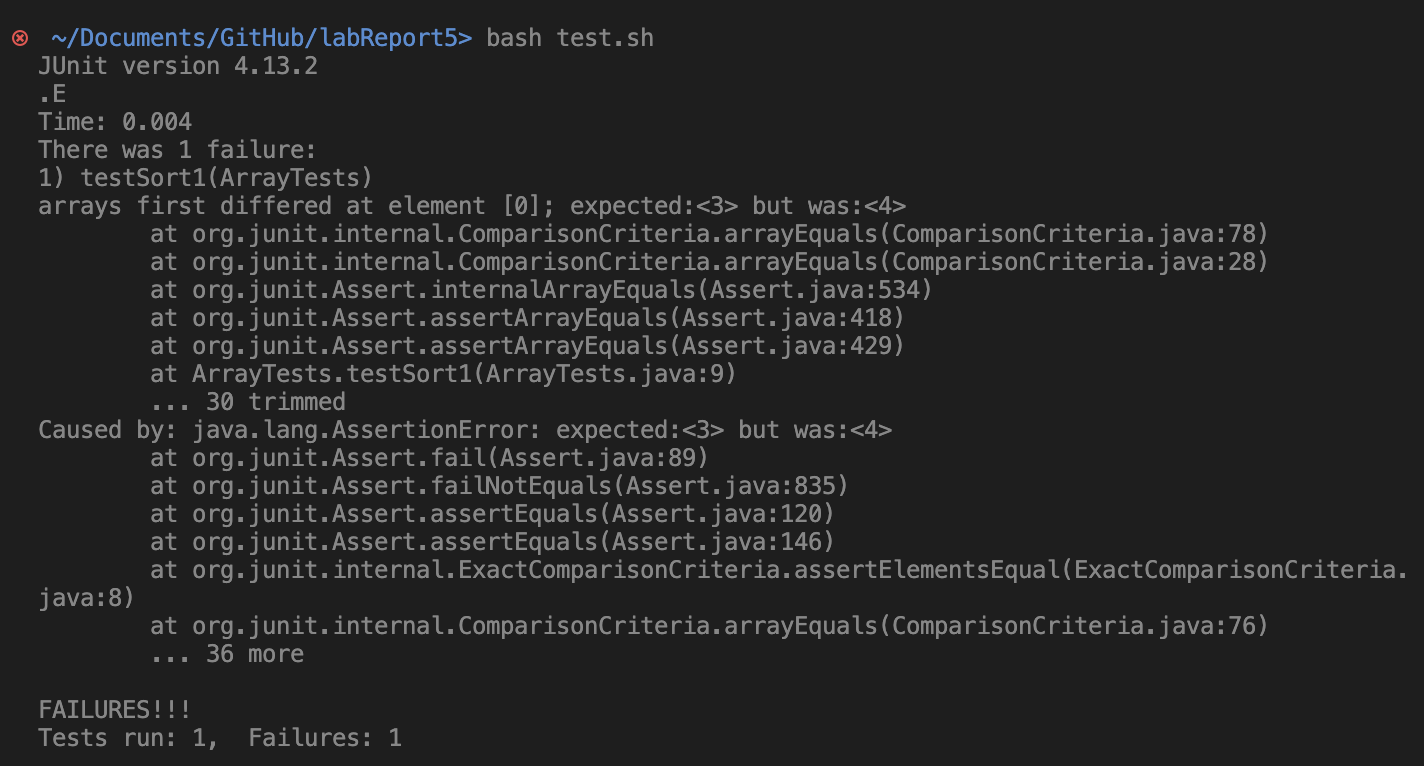 ~/Documents/GitHub/labReport5> bash test.sh
JUnit version 4.13.2
.E
Time: 0.004
There was 1 failure:
1) testSort1(ArrayTests)
arrays first differed at element [0]; expected:<3> but was:<4>
        at org.junit.internal.ComparisonCriteria.arrayEquals(ComparisonCriteria.java:78)
        at org.junit.internal.ComparisonCriteria.arrayEquals(ComparisonCriteria.java:28)
        at org.junit.Assert.internalArrayEquals(Assert.java:534)
        at org.junit.Assert.assertArrayEquals(Assert.java:418)
        at org.junit.Assert.assertArrayEquals(Assert.java:429)
        at ArrayTests.testSort1(ArrayTests.java:9)
        ... 30 trimmed
Caused by: java.lang.AssertionError: expected:<3> but was:<4>
        at org.junit.Assert.fail(Assert.java:89)
        at org.junit.Assert.failNotEquals(Assert.java:835)
        at org.junit.Assert.assertEquals(Assert.java:120)
        at org.junit.Assert.assertEquals(Assert.java:146)
        at org.junit.internal.ExactComparisonCriteria.assertElementsEqual(ExactComparisonCriteria.
java:8)
        at org.junit.internal.ComparisonCriteria.arrayEquals(ComparisonCriteria.java:76)
        ... 36 more

FAILURES!!!
Tests run: 1,  Failures: 1